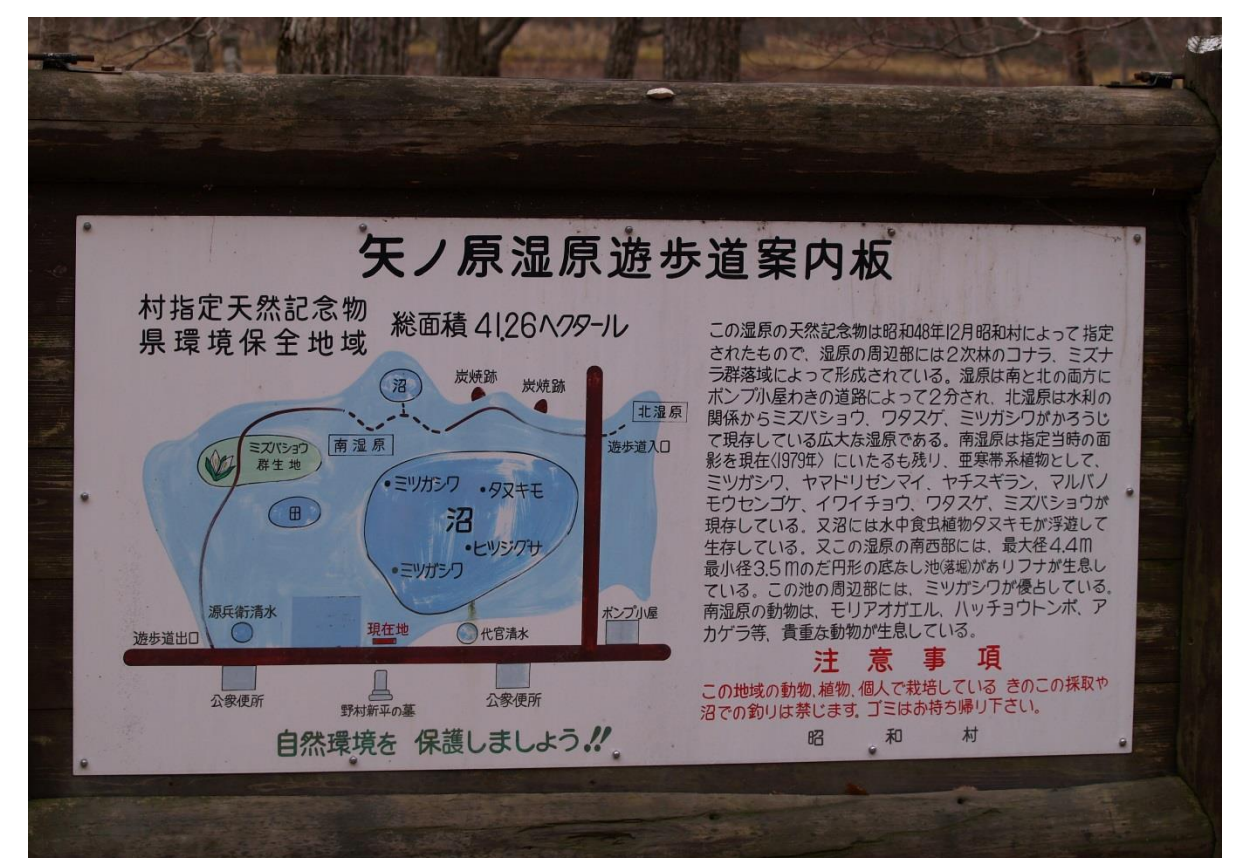 矢ノ原湿原遊歩道案内板
村指定天然記念物
県環境保全地域
総面積 41.26ヘクタール
沼
炭焼跡
炭焼跡
北湿原
遊歩道入口
南湿原
ミズバショウ
群生地
田
・ミツガシワ
・タヌキモ
沼
・ヒツジグサ
・ミツガシワ
源兵衛清水
遊歩道出口
現在地
代官清水
ポンプ小屋
公衆便所
野村新平の墓
公衆便所
自然環境を 保護しましよう!!
この湿原の天然記念物は昭和48年12月昭和村によって指定
されたもので、湿原の周辺部には2次林のコナラ、ミズナ
ラ群落域によって形成されている。湿原は南と北の両方に
ポンプ小屋わきの道路によって2分され、北湿原は水利の
関係からミズバショウ、ワタスゲ、ミツガシワがかろうじ
て現存している広大な湿原である。南湿原は指定当時の面
影を現在〈1979年〉にいたるも残り、亜寒帯系植物として、
ミツガシワ、ヤマドリゼンマイ、ヤチスギラン、マルバノ
モウセンゴケ、イワイチョウ、ワタスゲ、ミズバショウが
現存している。又沼には水中食虫植物タヌキモが浮遊して
生存している。又この湿原の南西部には、最大径4.4m
最小径3.5mのだ円形の底なし池(落堀)がありフナが生息し
ている。この池の周辺部には、ミツガシワが優占している。
南湿原の動物は、モリアオガエル、ハッチョウトンボ、ア
カゲラ等、貴重な動物が生息している。
注意事項
この地域の動物、植物、個人で栽培している きのこの採取や
沼での釣りは禁じます。ゴミはお持ち帰り下さい。
昭和村